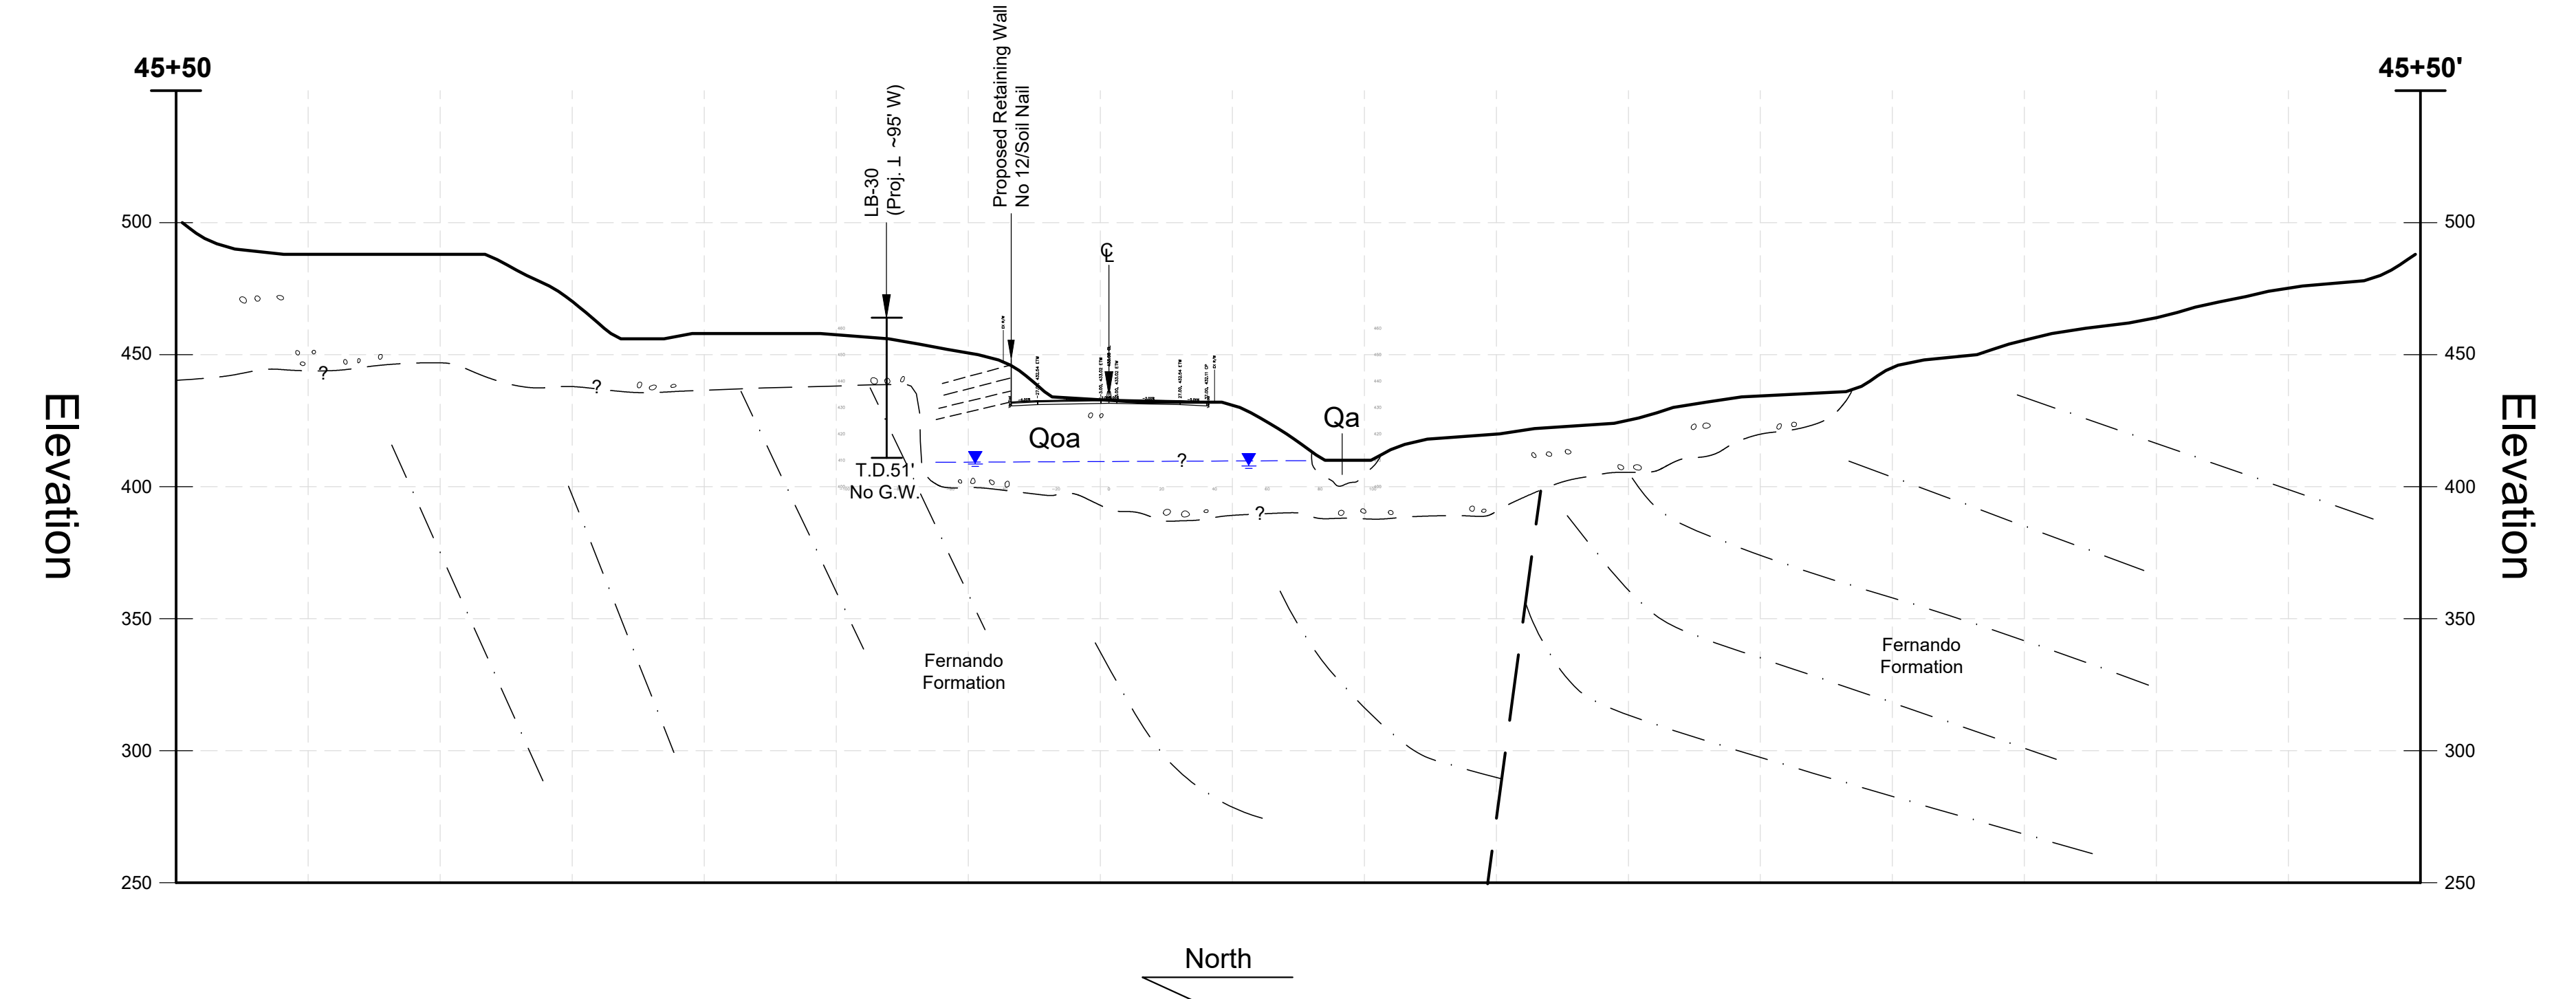 45+50
45+50'
LB-30
(Proj. ⊥ ~95' W)
Proposed Retaining Wall
No 12/Soil Nail
℄
500
500
450
450
400
400
350
350
300
300
250
250
Elevation
Elevation
?
?
Qoa
Qa
?
?
T.D.51'
No G.W.
Fernando
Formation
Fernando
Formation
North